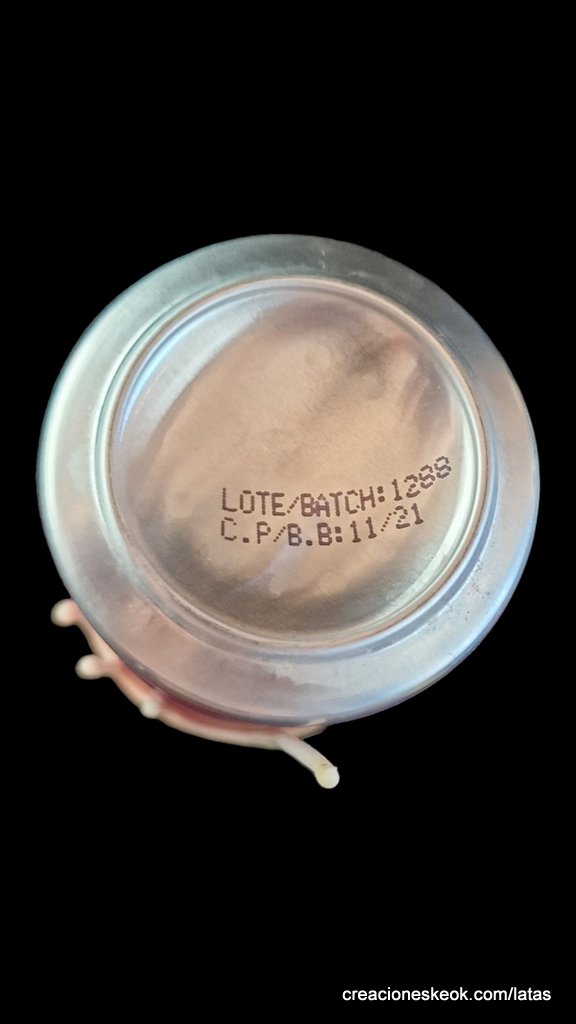 LOTE/BATCH:1288
C.P/B.B:11/21
creacioneskeok.com/latas